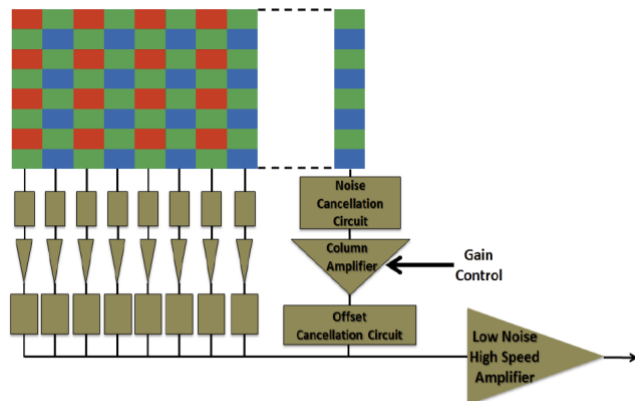 Noise
Cancellation
Circuit
Column
Amplifier
Gain
Control
Offset
Cancellation Circuit
Low Noise
High Speed
Amplifier